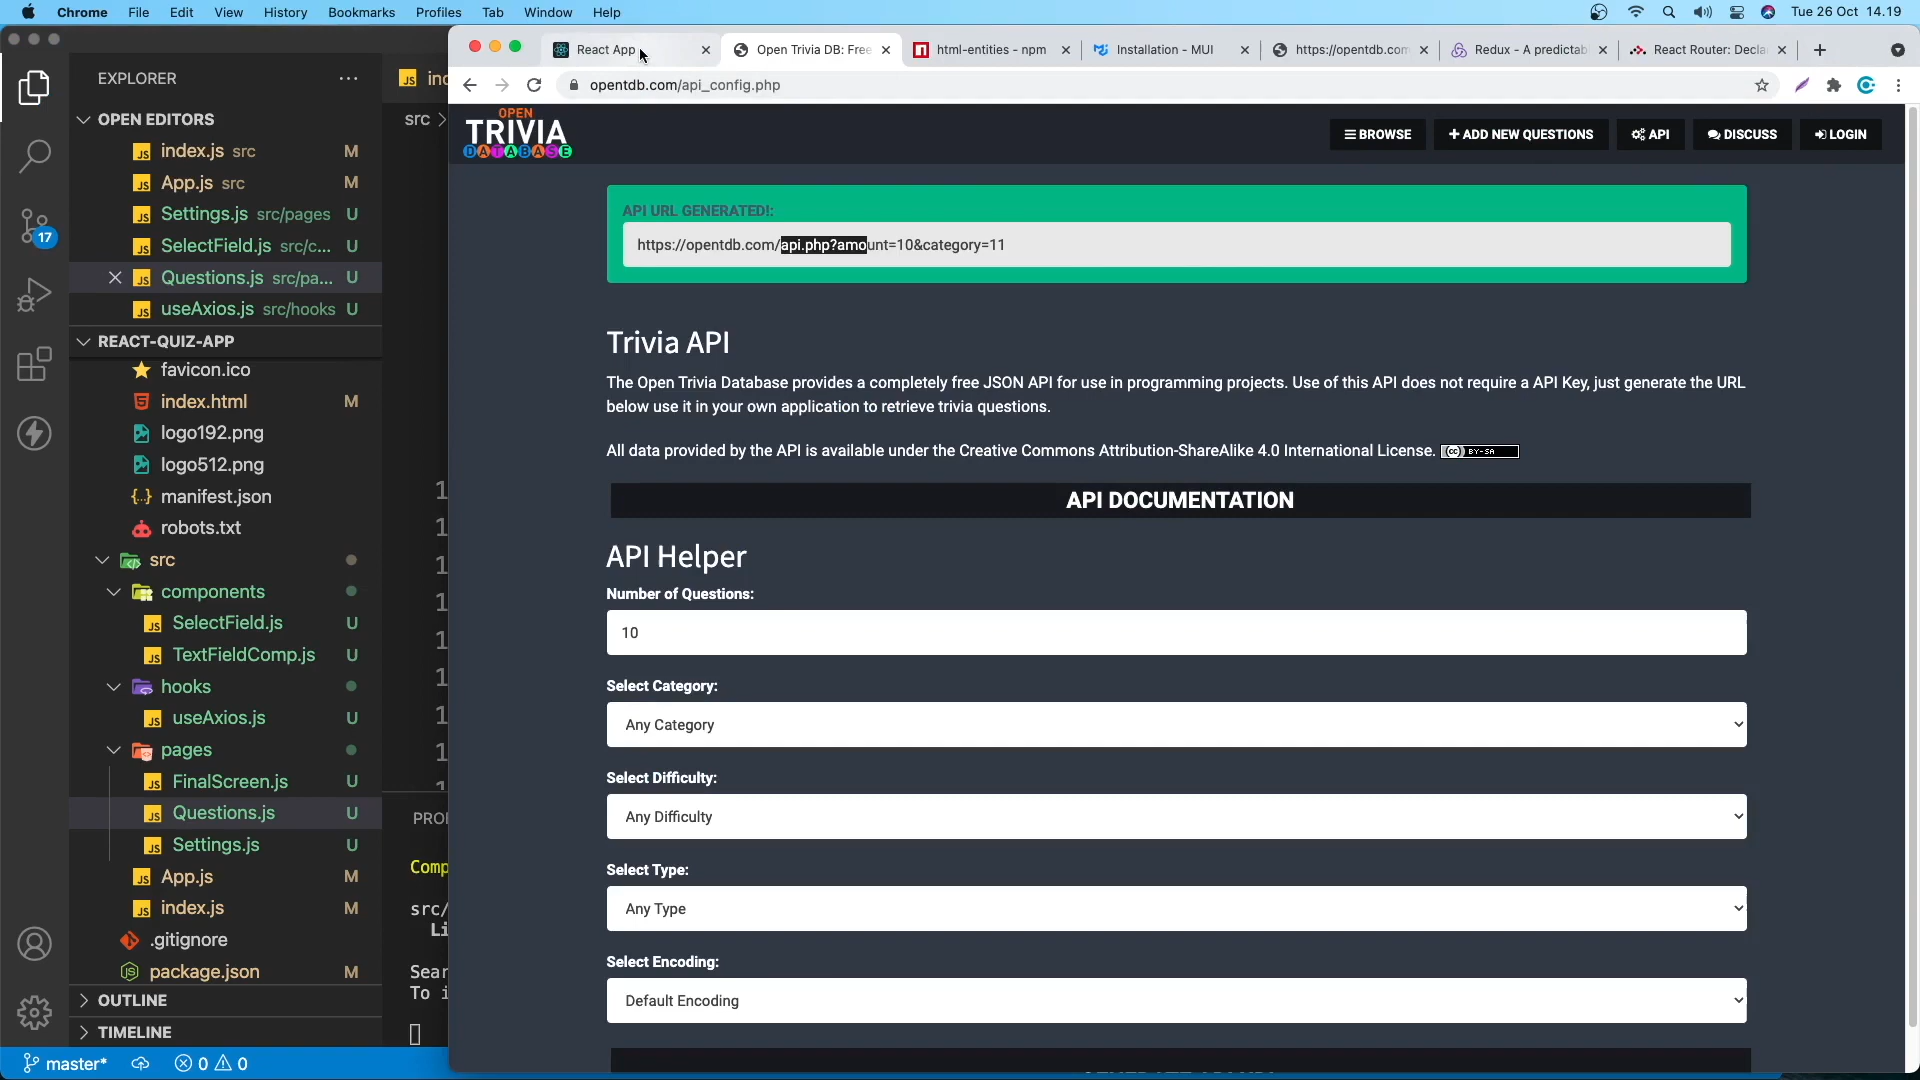 Chrome File Edit View History Bookmarks Profiles Tab Window Help Tue 26 Oct 14.19
EXPLORER
OPEN EDITORS
index.js src M
App.js src M
Settings.js src/pages U
SelectField.js src/c... U
Questions.js src/pa... U
useAxios.js src/hooks U
REACT-QUIZ-APP
favicon.ico
index.html M
logo192.png
logo512.png
manifest.json
robots.txt
src
components
SelectField.js U
TextFieldComp.js U
hooks
useAxios.js U
pages
FinalScreen.js U
Questions.js U
Settings.js U
App.js M
index.js M
.gitignore
package.json M
OUTLINE
TIMELINE
17
master* 0 0
src
React App
Open Trivia DB: Free
html-entities - npm
Installation - MUI
https://opentdb.com
Redux - A predictab
React Router: Decla
opentdb.com/api_config.php
OPEN
TRIVIA
DATABASE
BROWSE
ADD NEW QUESTIONS
API
DISCUSS
LOGIN
API URL GENERATED!:
https://opentdb.com/api.php?amount=10&category=11
Trivia API
The Open Trivia Database provides a completely free JSON API for use in programming projects. Use of this API does not require a API Key, just generate the URL
below use it in your own application to retrieve trivia questions.
All data provided by the API is available under the Creative Commons Attribution-ShareAlike 4.0 International License. BY-SA
API DOCUMENTATION
API Helper
Number of Questions:
10
Select Category:
Any Category
Select Difficulty:
Any Difficulty
Select Type:
Any Type
Select Encoding:
Default Encoding